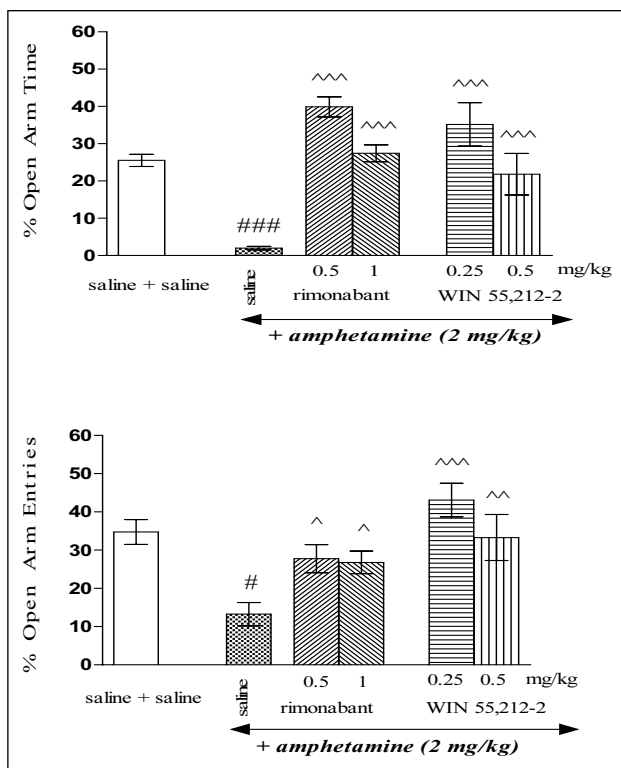 % Open Arm Time
60
50
40
30
20
10
0
^^^
^^^
^^^
^^^
###
saline + saline
saline
0.5 1 0.25 0.5 mg/kg
rimonabant WIN 55,212-2
+ amphetamine (2 mg/kg)
% Open Arm Entries
60
50
40
30
20
10
0
^^^
^^
^ ^
#
saline + saline
saline
0.5 1 0.25 0.5 mg/kg
rimonabant WIN 55,212-2
+ amphetamine (2 mg/kg)